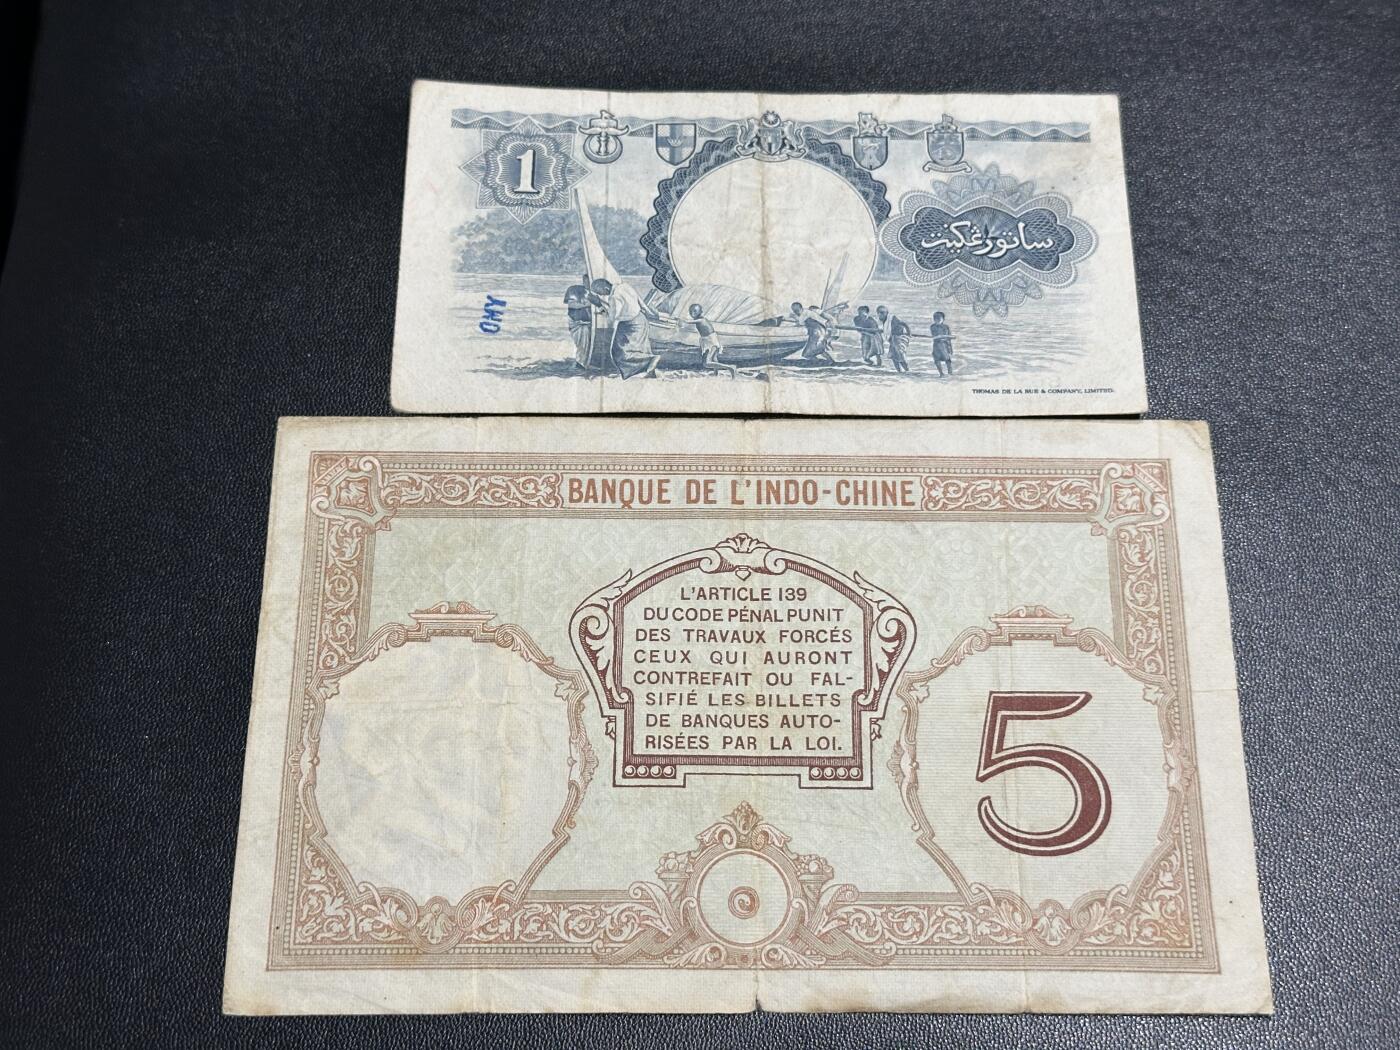 1
ساتو رڠݢيت
OHY
THOMAS DE LA RUE & COMPANY, LIMITED.
BANQUE DE L'INDO-CHINE
L'ARTICLE 139
DU CODE PÉNAL PUNIT
DES TRAVAUX FORCÉS
CEUX QUI AURONT
CONTREFAIT OU FAL-
SIFIÉ LES BILLETS
DE BANQUES AUTO-
RISÉES PAR LA LOI.
5